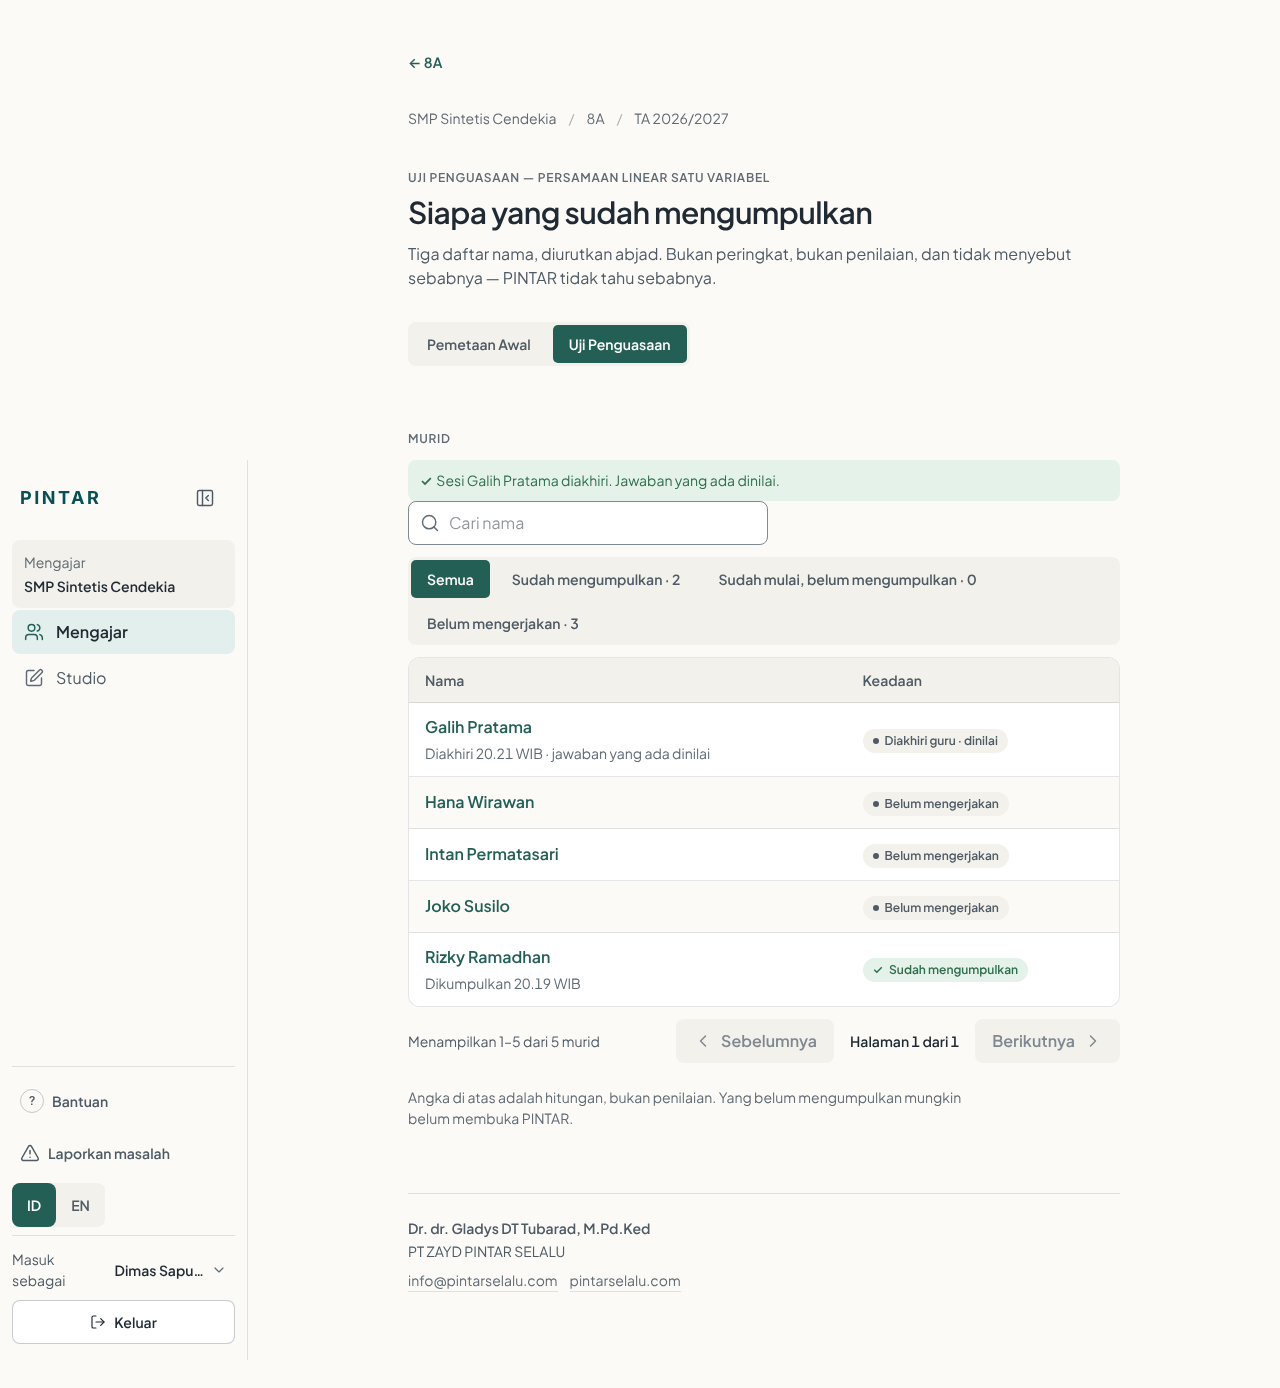 ← 8A
SMP Sintetis Cendekia / 8A / TA 2026/2027
UJI PENGUASAAN — PERSAMAAN LINEAR SATU VARIABEL
Siapa yang sudah mengumpulkan
Tiga daftar nama, diurutkan abjad. Bukan peringkat, bukan penilaian, dan tidak menyebut
sebabnya — PINTAR tidak tahu sebabnya.
Pemetaan Awal
Uji Penguasaan
MURID
Sesi Galih Pratama diakhiri. Jawaban yang ada dinilai.
Cari nama
Semua
Sudah mengumpulkan · 2
Sudah mulai, belum mengumpulkan · 0
Belum mengerjakan · 3
Nama
Keadaan
Galih Pratama
Diakhiri 20.21 WIB · jawaban yang ada dinilai
Diakhiri guru · dinilai
Hana Wirawan
Belum mengerjakan
Intan Permatasari
Belum mengerjakan
Joko Susilo
Belum mengerjakan
Rizky Ramadhan
Dikumpulkan 20.19 WIB
Sudah mengumpulkan
Menampilkan 1–5 dari 5 murid
Sebelumnya
Halaman 1 dari 1
Berikutnya
Angka di atas adalah hitungan, bukan penilaian. Yang belum mengumpulkan mungkin
belum membuka PINTAR.
Dr. dr. Gladys DT Tubarad, M.Pd.Ked
PT ZAYD PINTAR SELALU
info@pintarselalu.com pintarselalu.com
PINTAR
Mengajar
SMP Sintetis Cendekia
Mengajar
Studio
? Bantuan
Laporkan masalah
ID
EN
Masuk
sebagai
Dimas Sapu...
Keluar